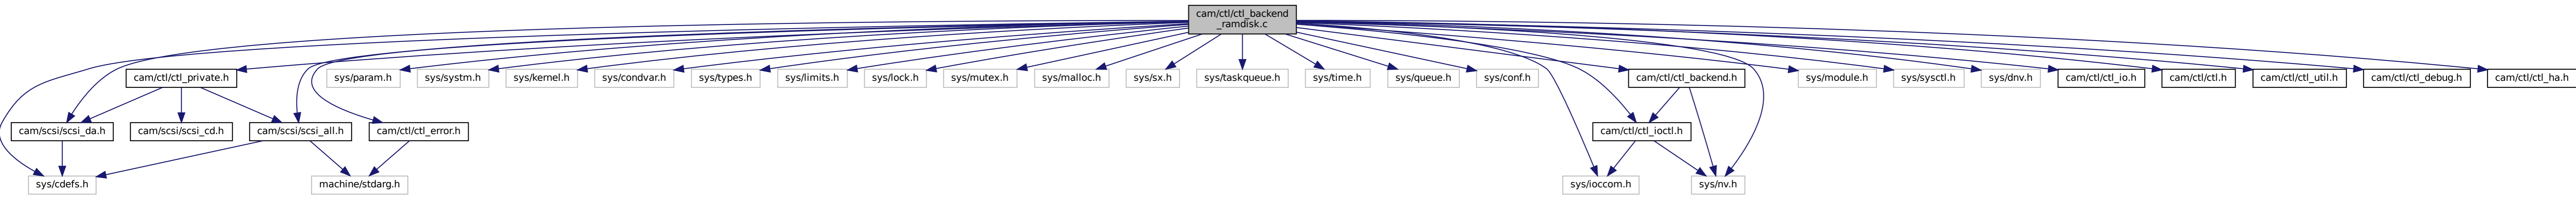 cam/ctl/ctl_backend
_ramdisk.c
cam/ctl/ctl_private.h
sys/param.h
sys/systm.h
sys/kernel.h
sys/condvar.h
sys/types.h
sys/limits.h
sys/lock.h
sys/mutex.h
sys/malloc.h
sys/sx.h
sys/taskqueue.h
sys/time.h
sys/queue.h
sys/conf.h
cam/ctl/ctl_backend.h
sys/module.h
sys/sysctl.h
sys/dnv.h
cam/ctl/ctl_io.h
cam/ctl/ctl.h
cam/ctl/ctl_util.h
cam/ctl/ctl_debug.h
cam/ctl/ctl_ha.h
cam/scsi/scsi_da.h
cam/scsi/scsi_cd.h
cam/scsi/scsi_all.h
cam/ctl/ctl_error.h
cam/ctl/ctl_ioctl.h
sys/cdefs.h
machine/stdarg.h
sys/ioccom.h
sys/nv.h